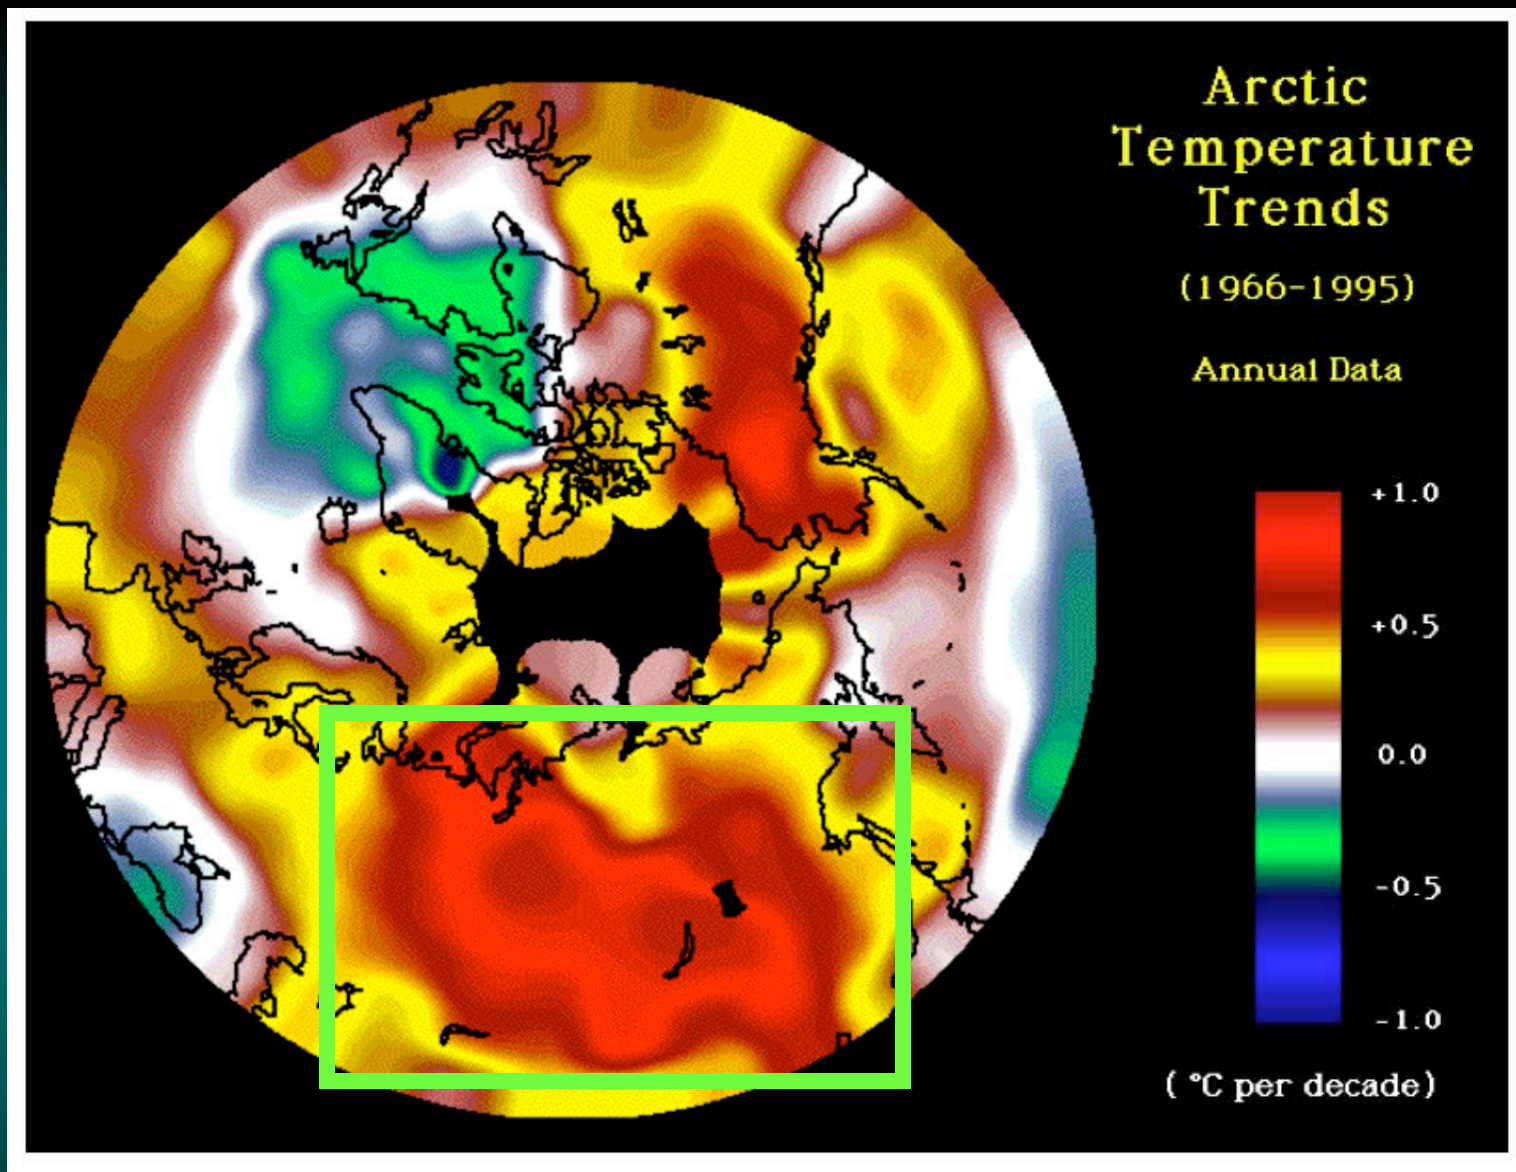 Arctic
Temperature
Trends
(1966-1995)
Annual Data
+1.0
+0.5
0.0
-0.5
-1.0
( °C per decade)